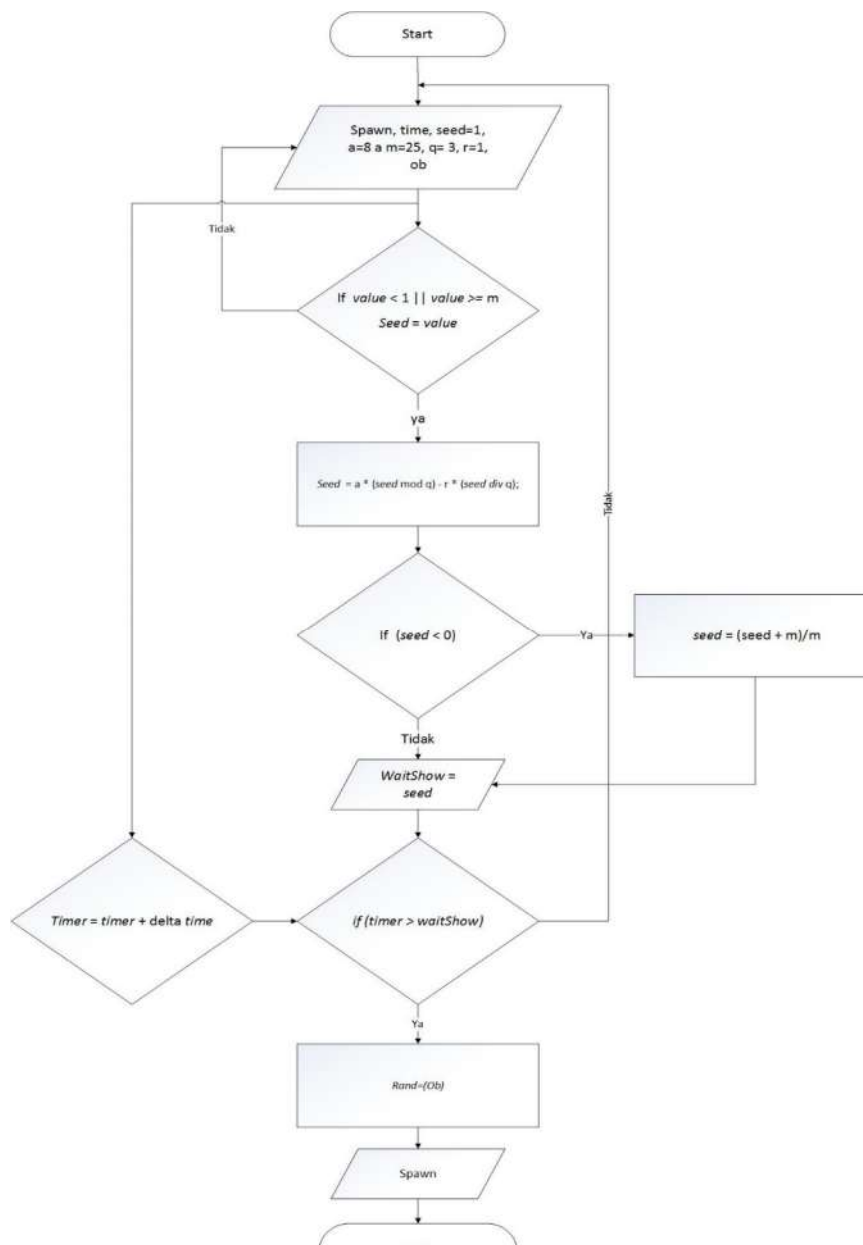 Start
Spawn, time, seed=1,
a=8 a m=25, q= 3, r=1,
ob
Tidak
If value < 1 || value >= m
Seed = value
ya
Seed = a * (seed mod q) - r * (seed div q);
Tidak
If (seed < 0)
Ya
seed = (seed + m)/m
Tidak
WaitShow =
seed
Timer = timer + delta time
if (timer > waitShow)
Ya
Rand=(Ob)
Spawn